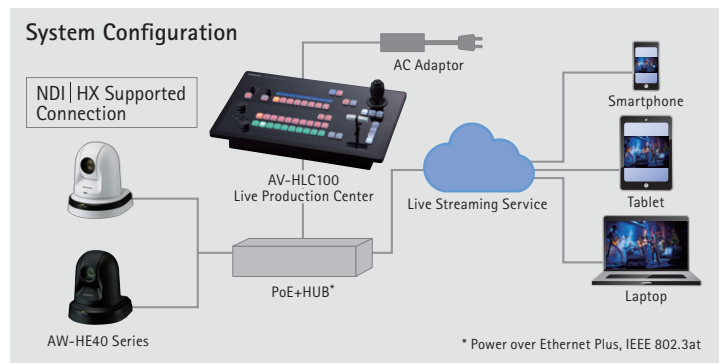 System Configuration
AC Adaptor
NDI | HX Supported
Connection
Smartphone
AV-HLC100
Live Production Center
Live Streaming Service
Tablet
PoE+HUB*
Laptop
AW-HE40 Series
* Power over Ethernet Plus, IEEE 802.3at